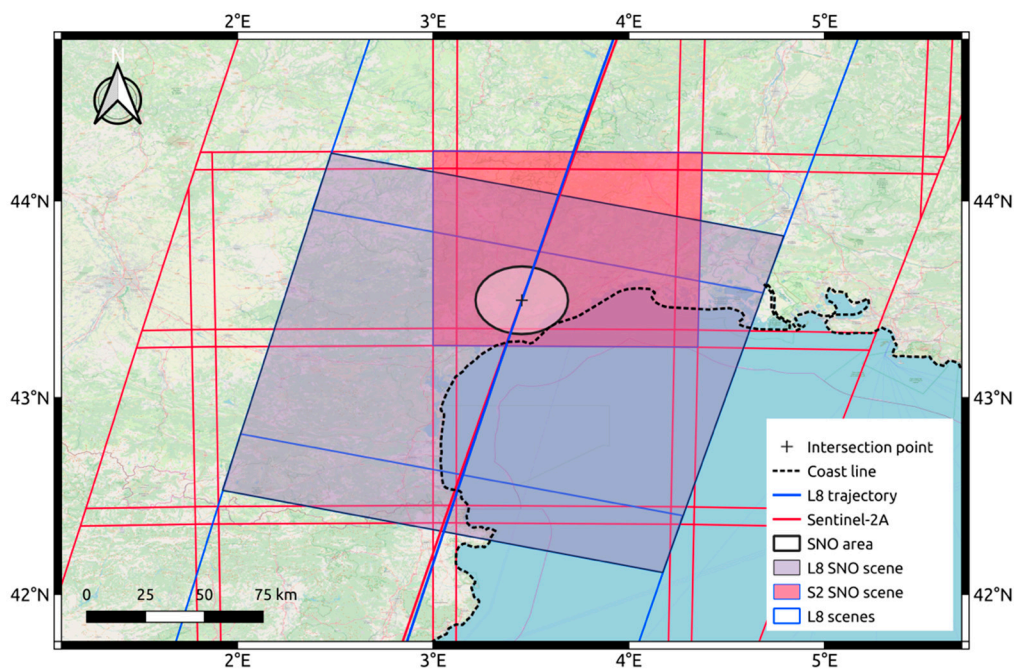 2°E 3°E 4°E 5°E
N
44°N 44°N
43°N 43°N
Intersection point
Coast line
L8 trajectory
Sentinel-2A
SNO area
L8 SNO scene
S2 SNO scene
L8 scenes
42°N 42°N
0 25 50 75 km
2°E 3°E 4°E 5°E